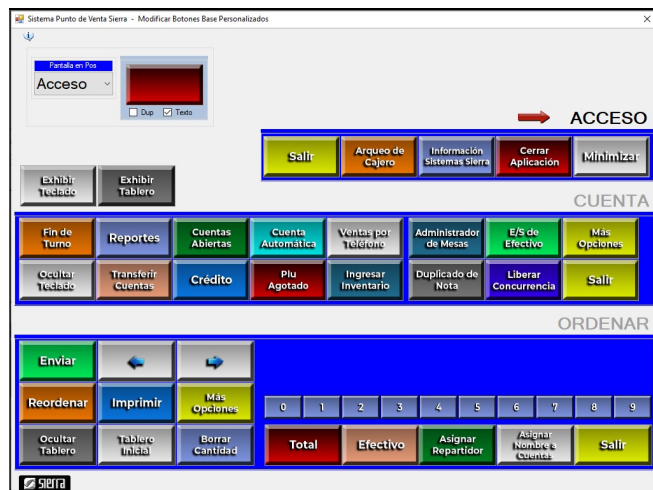 Sistema Punto de Venta Sierra - Modificar Botones Base Personalizados
Pantalla en Pos
Acceso
Dup Texto
ACCESO
Salir
Arqueo de
Cajero
Información
Sistemas Sierra
Cerrar
Aplicación
Minimizar
Exhibir
Teclado
Exhibir
Tablero
CUENTA
Fin de
Turno
Reportes
Cuentas
Abiertas
Cuenta
Automática
Ventas por
Teléfono
Administrador
de Mesas
E/S de
Efectivo
Más
Opciones
Ocultar
Teclado
Transferir
Cuentas
Crédito
Plu
Agotado
Ingresar
Inventario
Duplicado de
Nota
Liberar
Concurrencia
Salir
ORDENAR
Enviar
Reordenar
Imprimir
Más
Opciones
0 1 2 3 4 5 6 7 8 9
Ocultar
Tablero
Tablero
Inicial
Borrar
Cantidad
Total
Efectivo
Asignar
Repartidor
Asignar
Nombre a
Cuentas
Salir
sierra